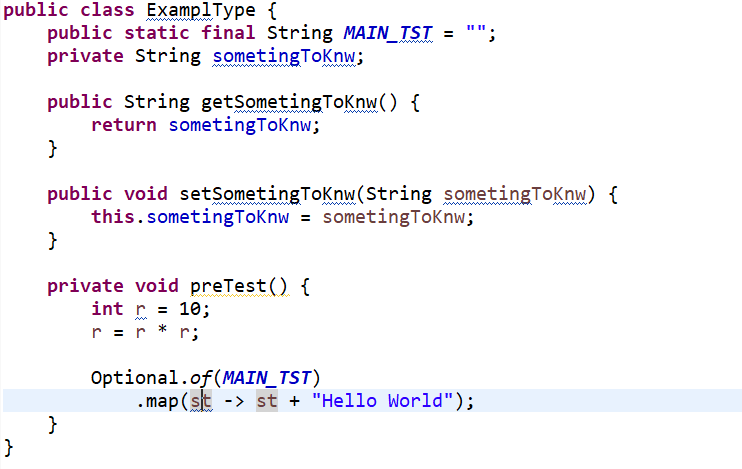 public class ExamplType {
    public static final String MAIN_TST = "";
    private String sometingToKnw;

    public String getSometingToKnw() {
        return sometingToKnw;
    }

    public void setSometingToKnw(String sometingToKnw) {
        this.sometingToKnw = sometingToKnw;
    }

    private void preTest() {
        int r = 10;
        r = r * r;

        Optional.of(MAIN_TST)
            .map(st -> st + "Hello World");
    }
}